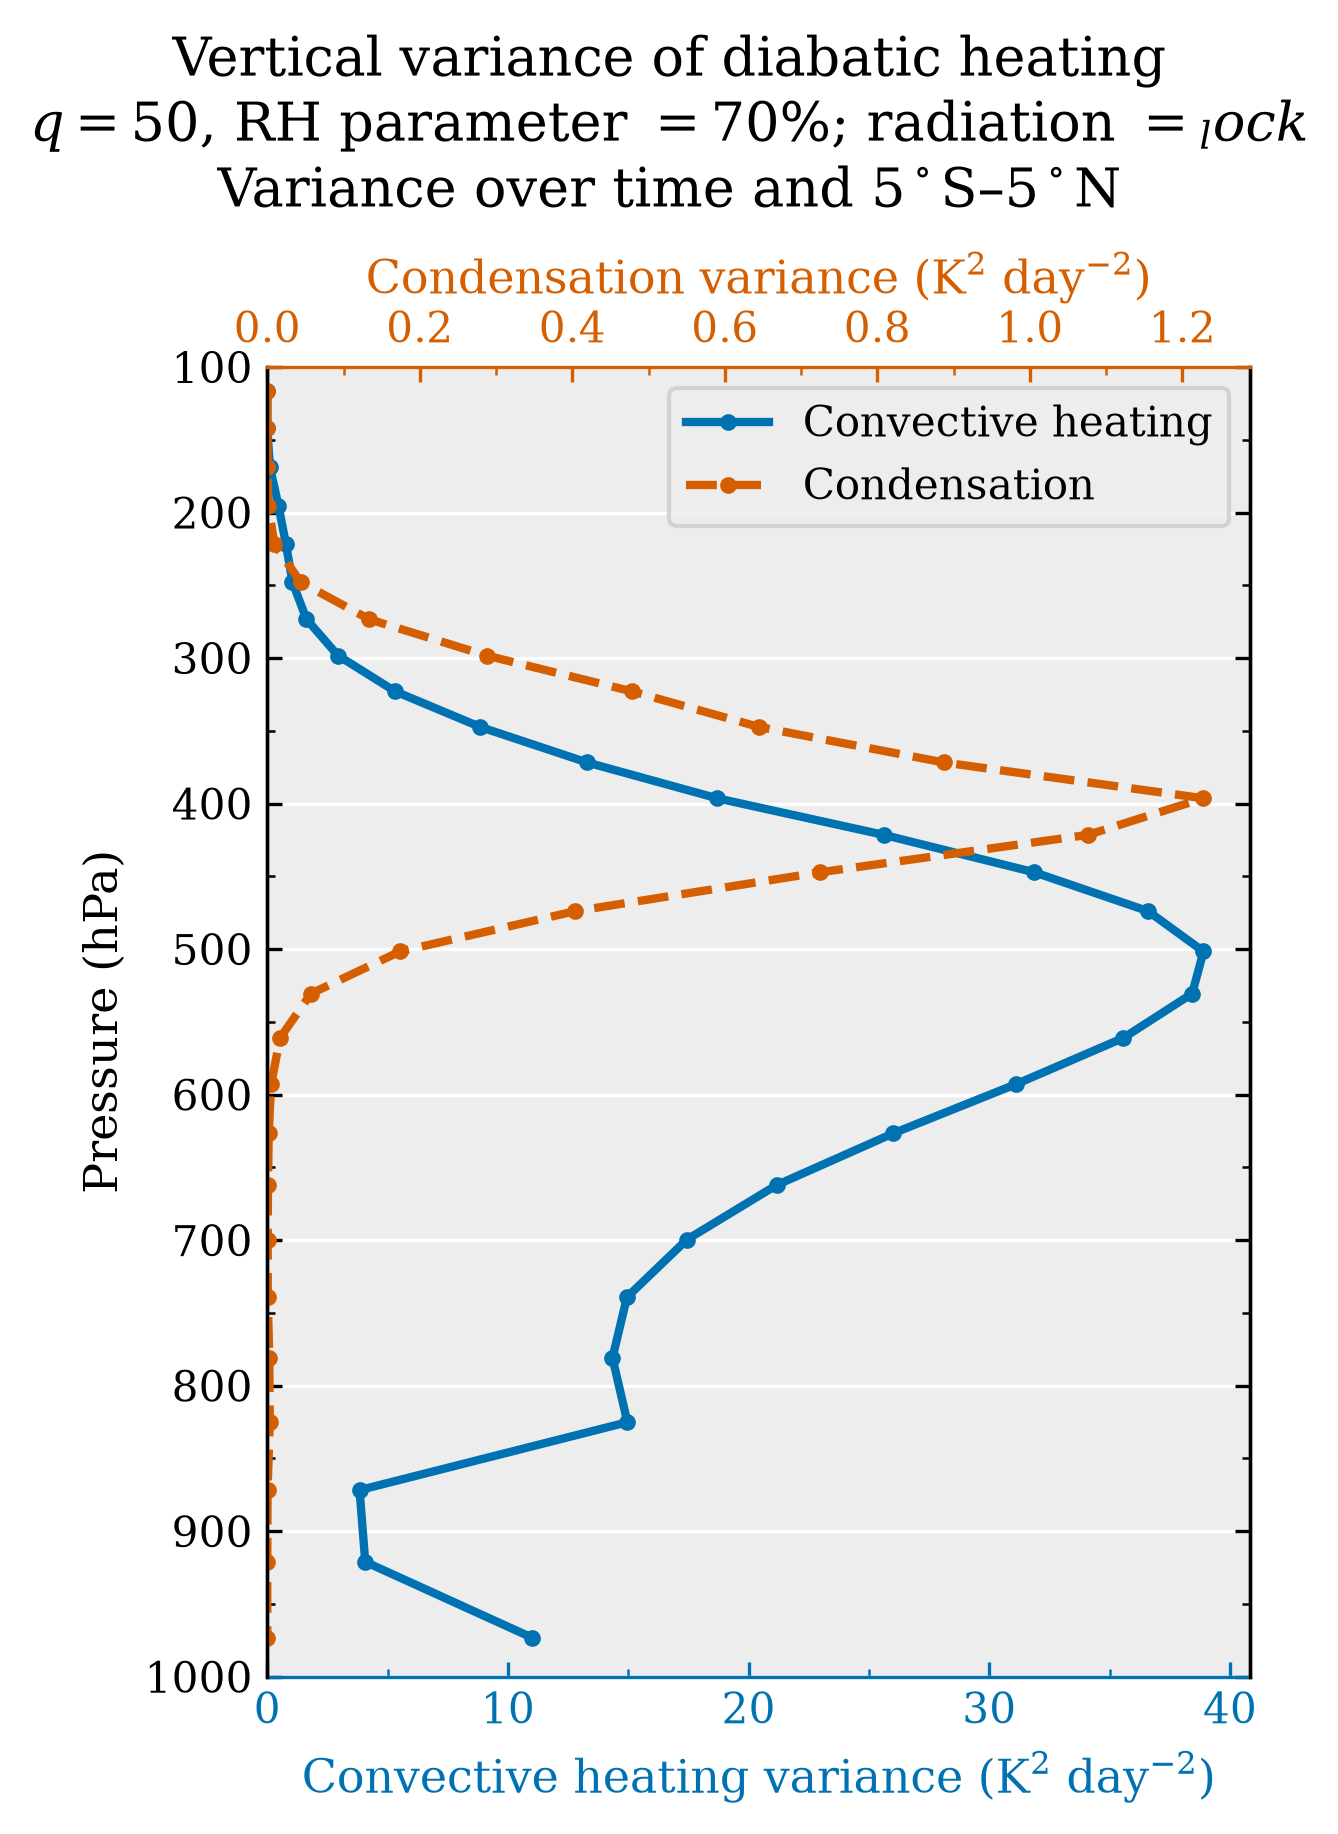 Vertical variance of diabatic heating
q = 50, RH parameter = 70%; radiation = ₗock
Variance over time and 5°S–5°N
Condensation variance (K² day⁻²)
0.0 0.2 0.4 0.6 0.8 1.0 1.2
Convective heating
Condensation
Pressure (hPa)
100
200
300
400
500
600
700
800
900
1000
0 10 20 30 40
Convective heating variance (K² day⁻²)